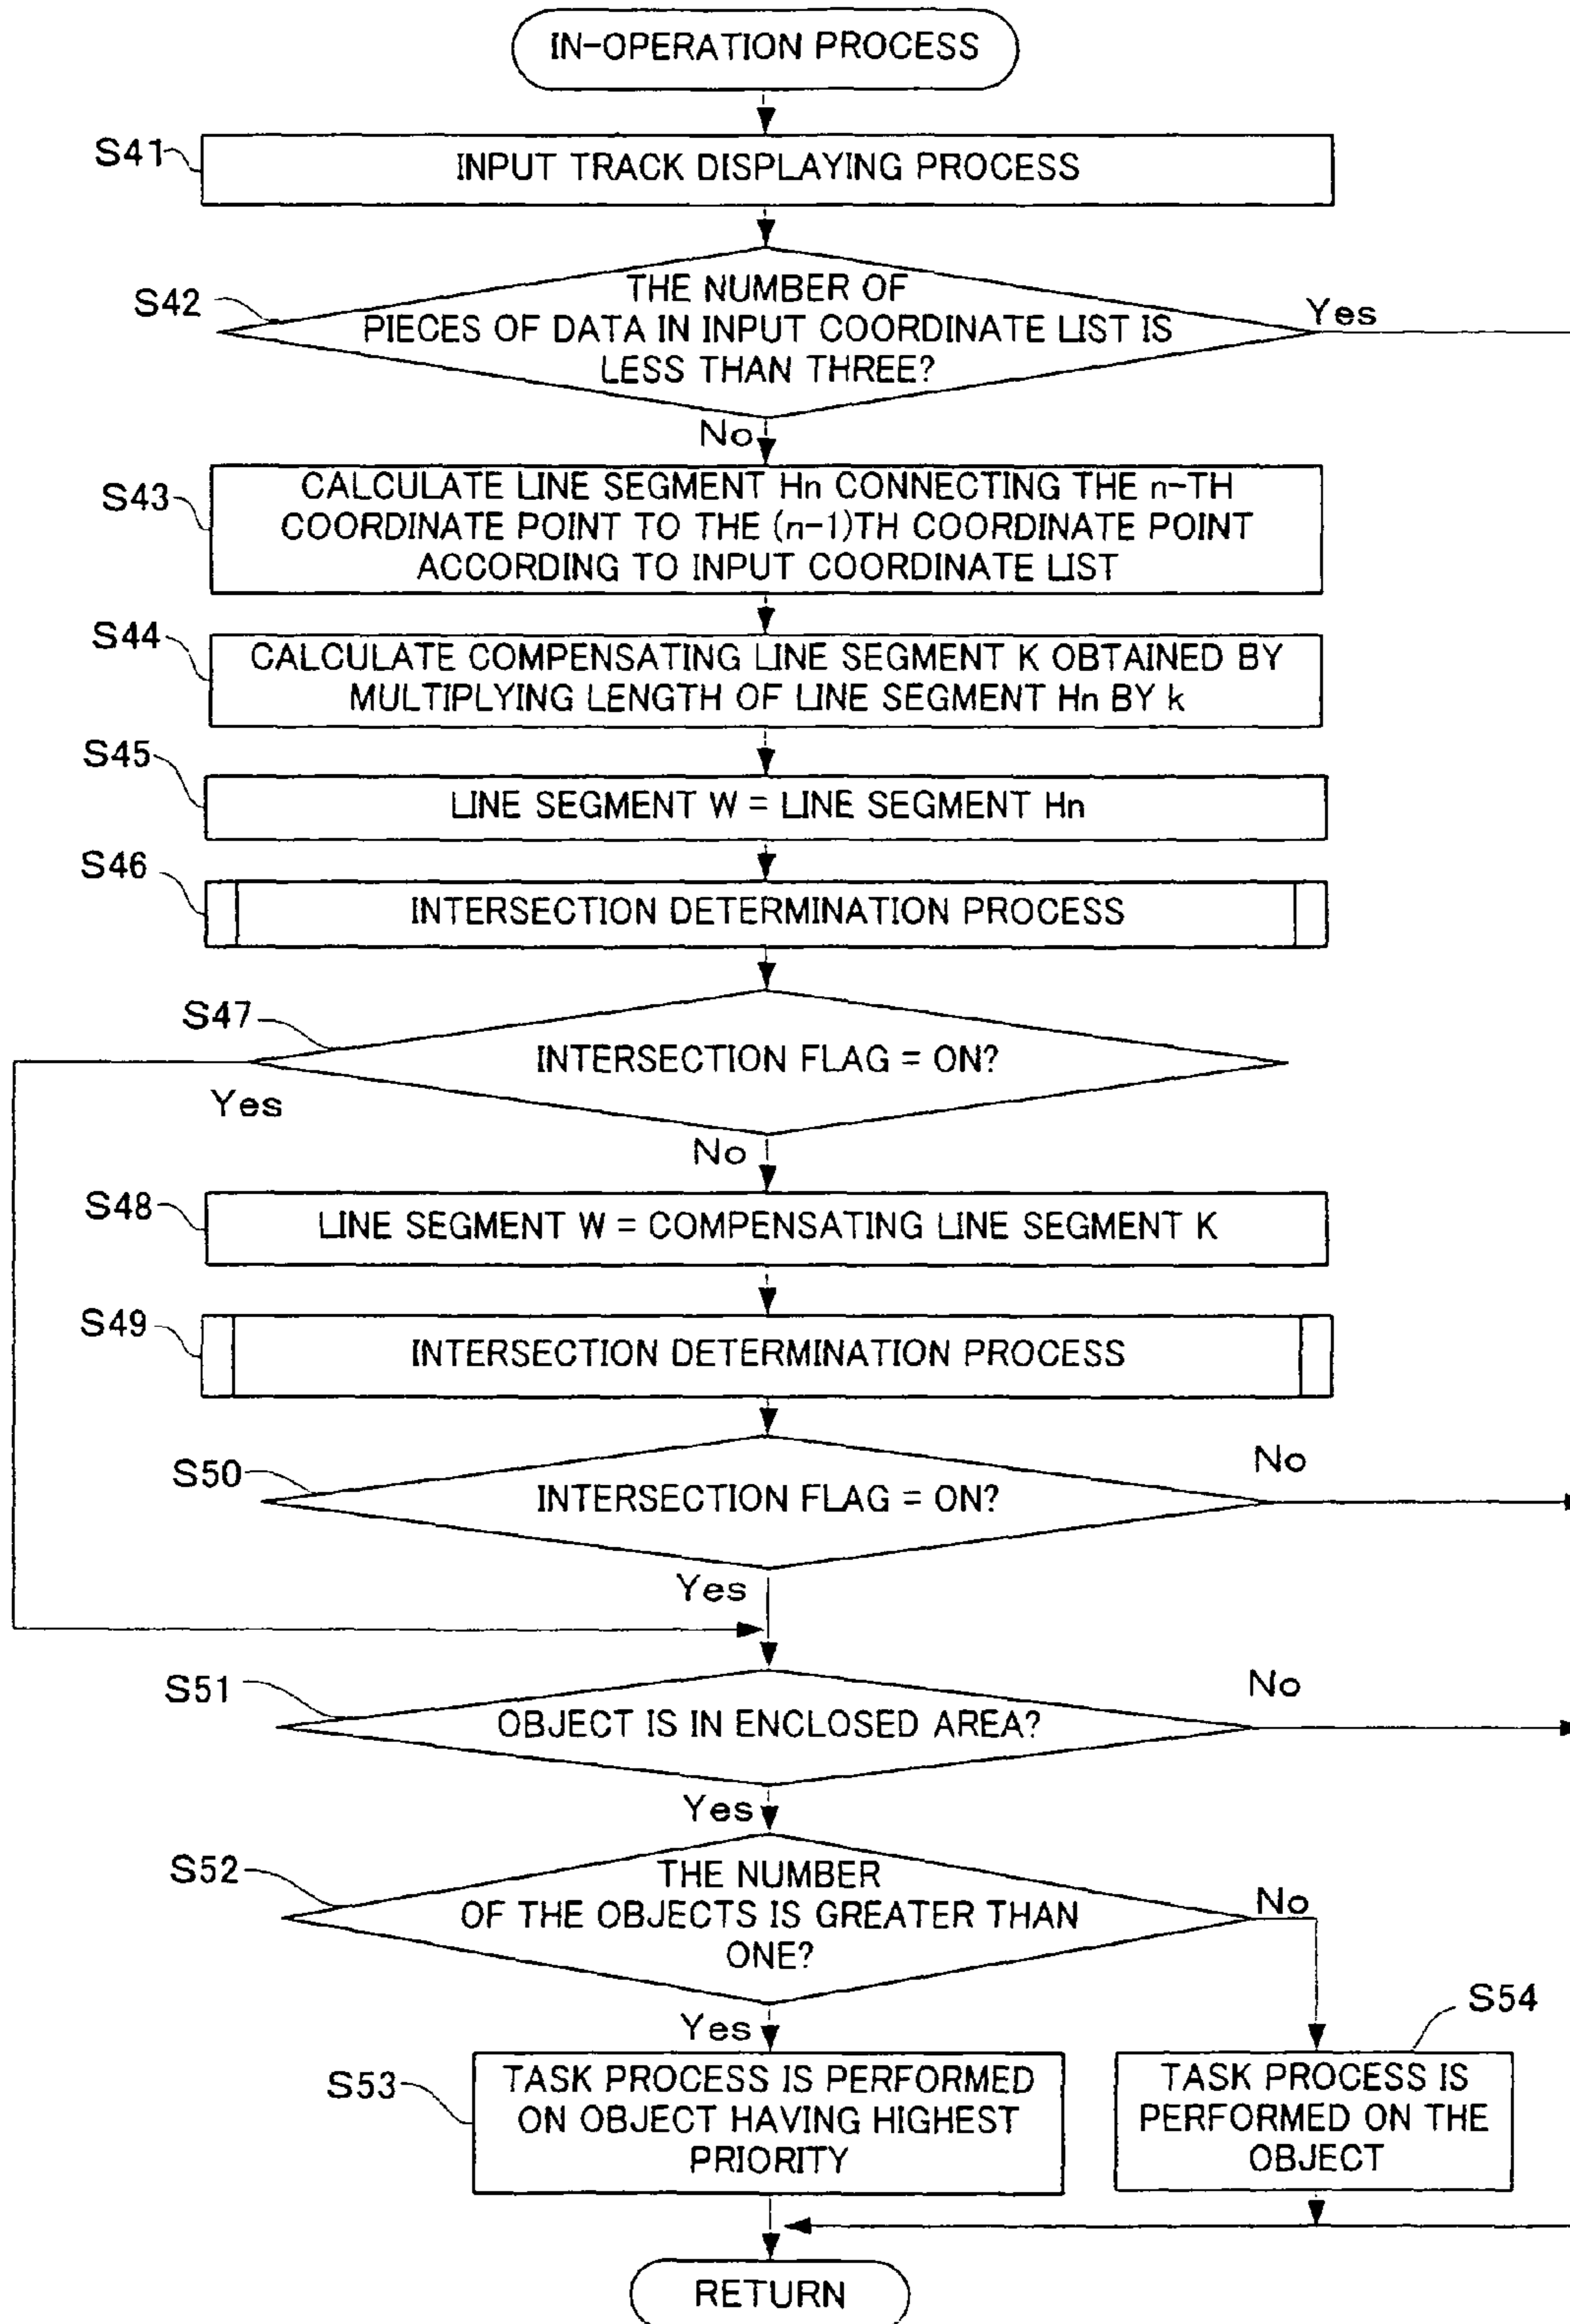 IN-OPERATION PROCESS
S41
INPUT TRACK DISPLAYING PROCESS
S42
THE NUMBER OF
PIECES OF DATA IN INPUT COORDINATE LIST IS
LESS THAN THREE?
Yes
No
S43
CALCULATE LINE SEGMENT Hn CONNECTING THE n-TH
COORDINATE POINT TO THE (n-1)TH COORDINATE POINT
ACCORDING TO INPUT COORDINATE LIST
S44
CALCULATE COMPENSATING LINE SEGMENT K OBTAINED BY
MULTIPLYING LENGTH OF LINE SEGMENT Hn BY k
S45
LINE SEGMENT W = LINE SEGMENT Hn
S46
INTERSECTION DETERMINATION PROCESS
S47
INTERSECTION FLAG = ON?
Yes
No
S48
LINE SEGMENT W = COMPENSATING LINE SEGMENT K
S49
INTERSECTION DETERMINATION PROCESS
S50
INTERSECTION FLAG = ON?
No
Yes
S51
OBJECT IS IN ENCLOSED AREA?
No
Yes
S52
THE NUMBER
OF THE OBJECTS IS GREATER THAN
ONE?
No
Yes
S53
TASK PROCESS IS PERFORMED
ON OBJECT HAVING HIGHEST
PRIORITY
S54
TASK PROCESS IS
PERFORMED ON THE
OBJECT
RETURN